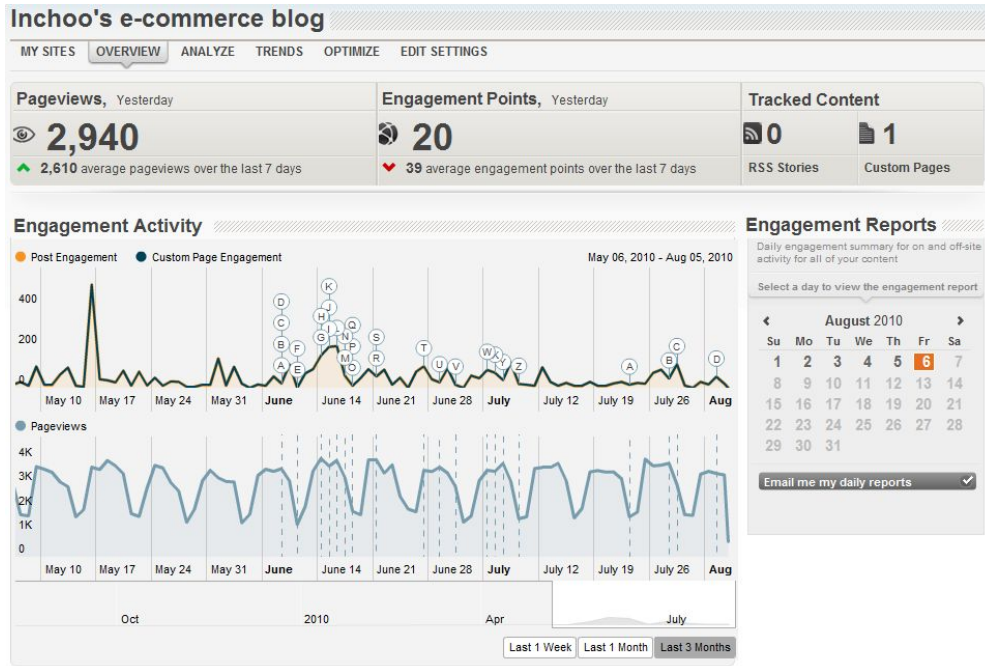 Inchoo's e-commerce blog
MY SITES OVERVIEW ANALYZE TRENDS OPTIMIZE EDIT SETTINGS
Pageviews, Yesterday
2,940
2,610 average pageviews over the last 7 days
Engagement Points, Yesterday
20
39 average engagement points over the last 7 days
Tracked Content
0 1
RSS Stories Custom Pages
Engagement Activity
Post Engagement Custom Page Engagement May 06, 2010 - Aug 05, 2010
400
200
0
D
C
B
A
F
E
K
J
H
I
L
G
Q
N
P
M
O
S
R
T
U
V
W
X
Y
Z
A
B
C
D
May 10 May 17 May 24 May 31 June June 14 June 21 June 28 July July 12 July 19 July 26 Aug
Pageviews
4K
3K
2K
1K
0
May 10 May 17 May 24 May 31 June June 14 June 21 June 28 July July 12 July 19 July 26 Aug
Oct 2010 Apr July
Last 1 Week Last 1 Month Last 3 Months
Engagement Reports
Daily engagement summary for on and off-site
activity for all of your content
Select a day to view the engagement report
August 2010
Su Mo Tu We Th Fr Sa
1 2 3 4 5 6 7
8 9 10 11 12 13 14
15 16 17 18 19 20 21
22 23 24 25 26 27 28
29 30 31
Email me my daily reports